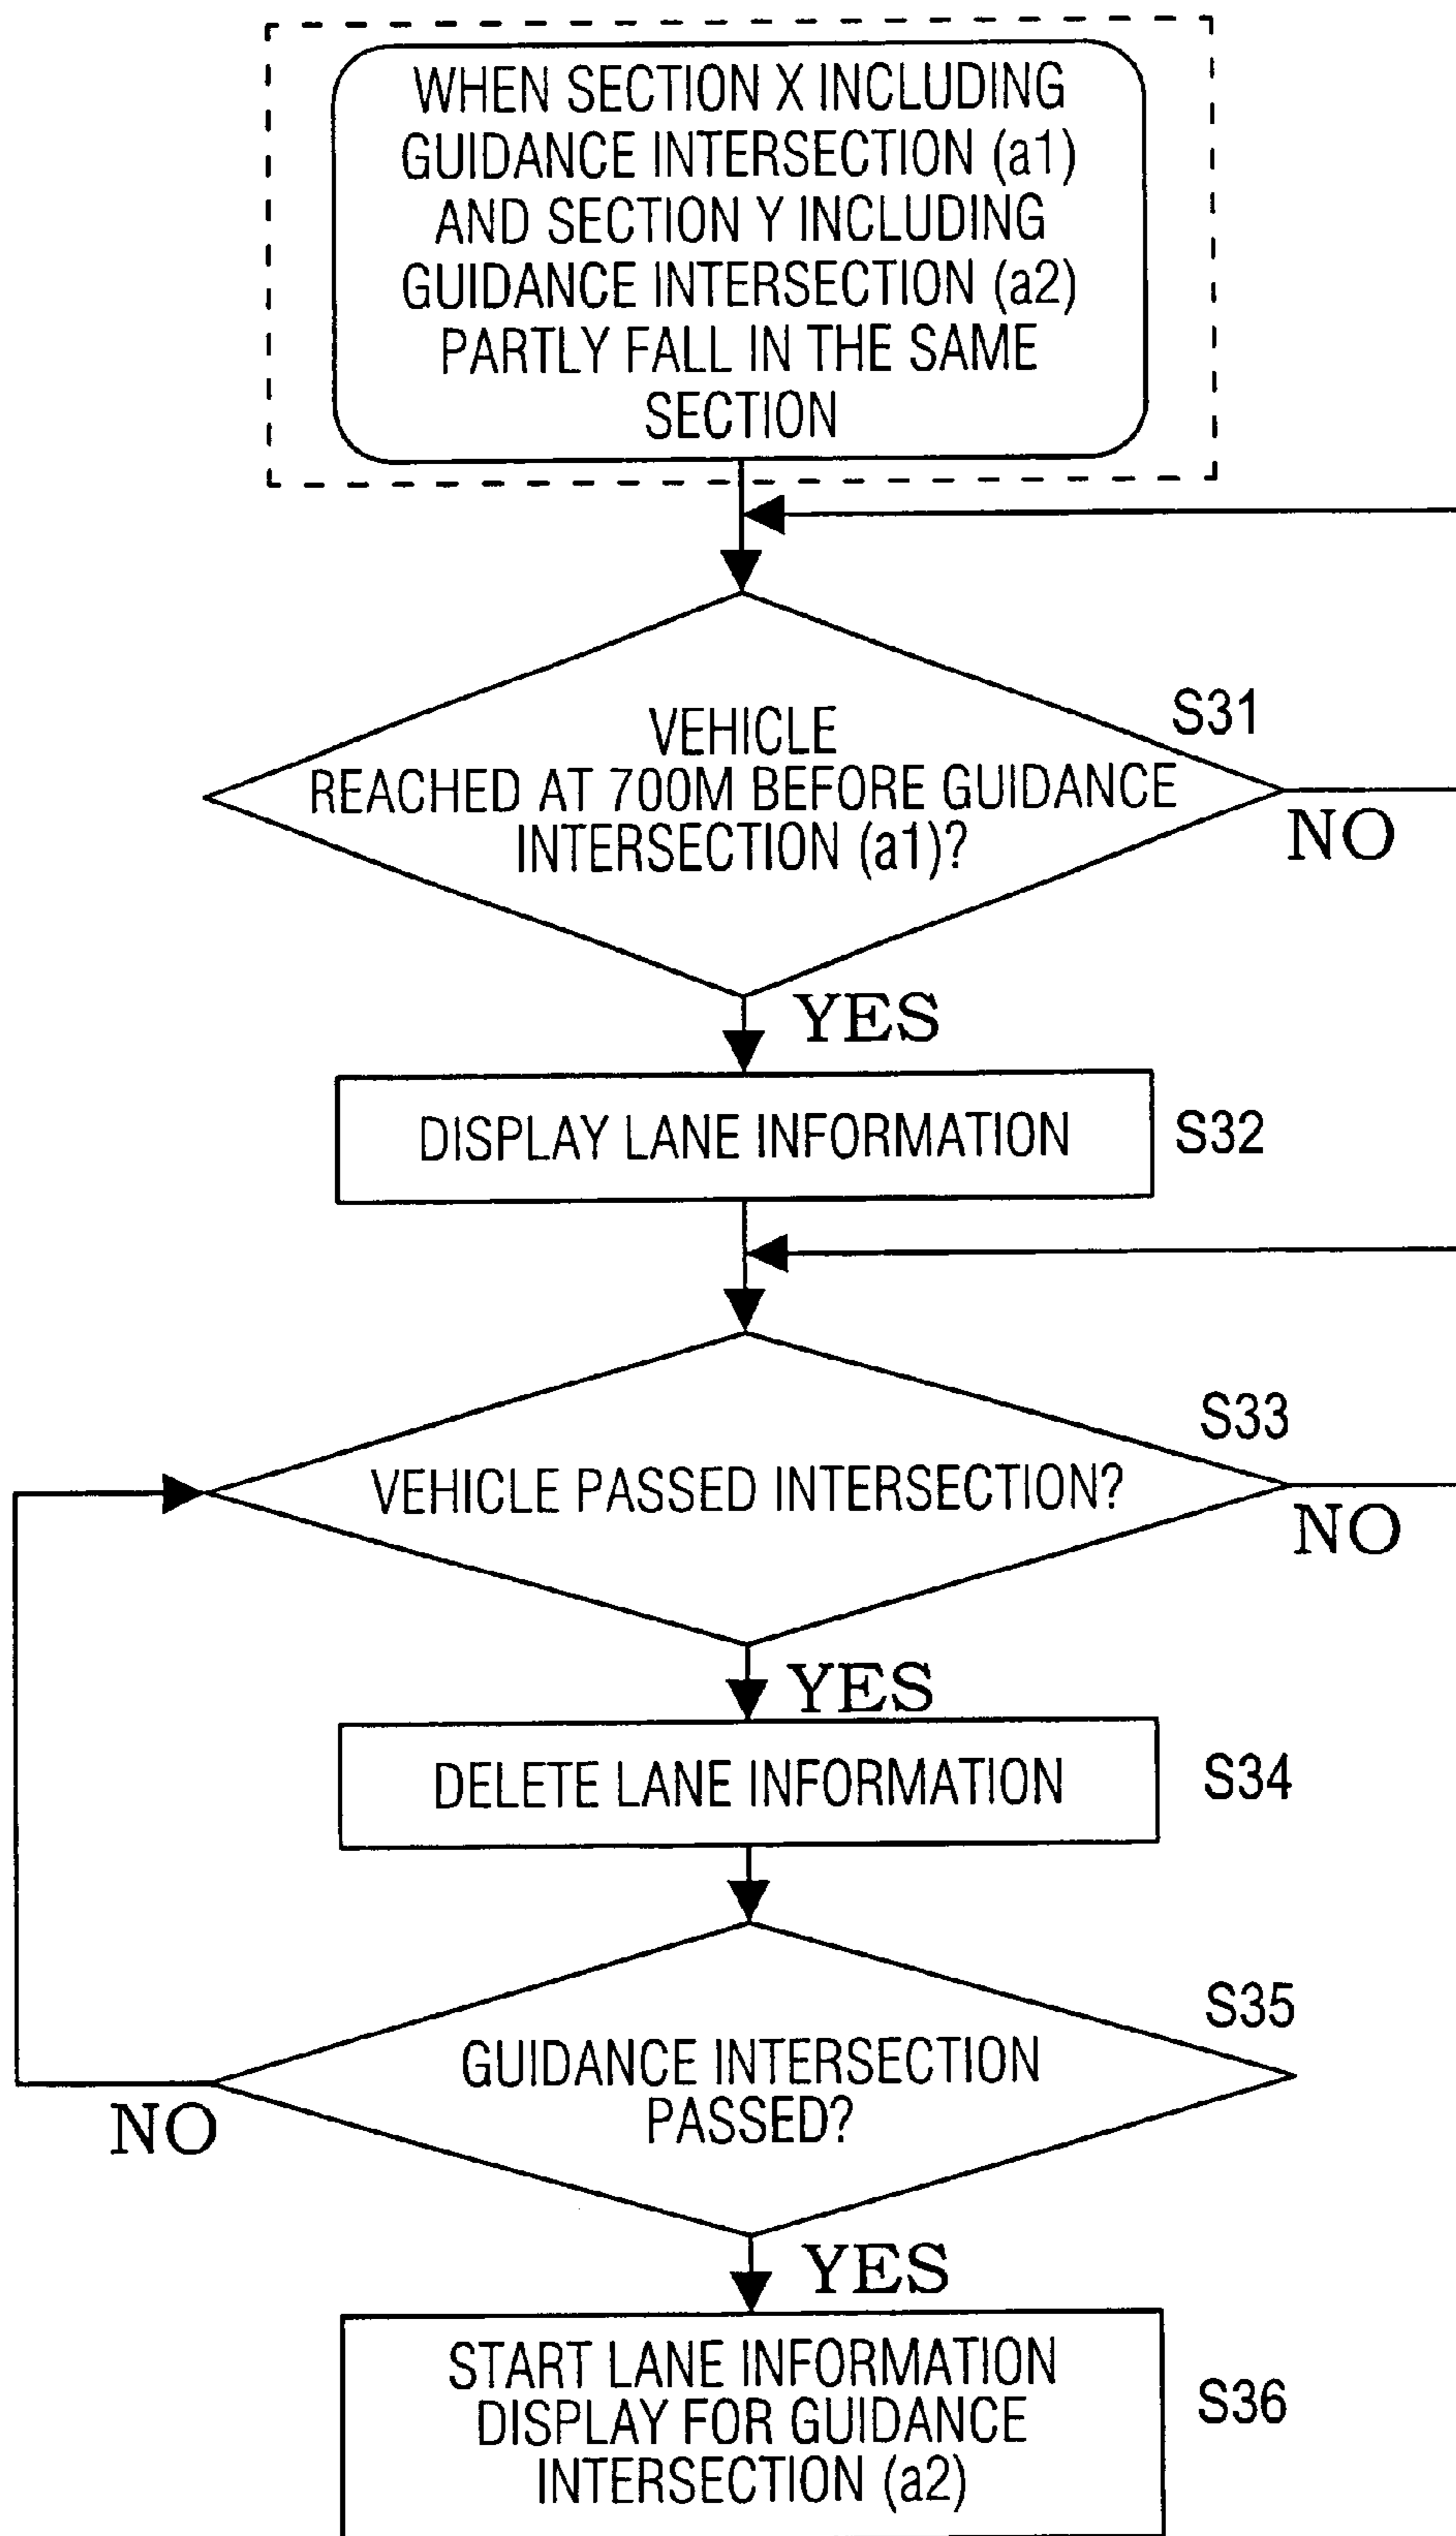 WHEN SECTION X INCLUDING
GUIDANCE INTERSECTION (a1)
AND SECTION Y INCLUDING
GUIDANCE INTERSECTION (a2)
PARTLY FALL IN THE SAME
SECTION
S31
VEHICLE
REACHED AT 700M BEFORE GUIDANCE
INTERSECTION (a1)?
NO
YES
DISPLAY LANE INFORMATION
S32
S33
VEHICLE PASSED INTERSECTION?
NO
YES
DELETE LANE INFORMATION
S34
S35
GUIDANCE INTERSECTION
PASSED?
NO
YES
START LANE INFORMATION
DISPLAY FOR GUIDANCE
INTERSECTION (a2)
S36